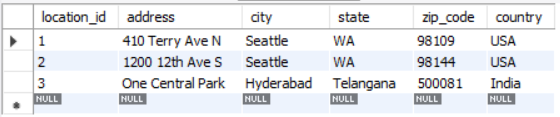 location_id address city state zip_code country
1 410 Terry Ave N Seattle WA 98109 USA
2 1200 12th Ave S Seattle WA 98144 USA
3 One Central Park Hyderabad Telangana 500081 India
NULL NULL NULL NULL NULL NULL